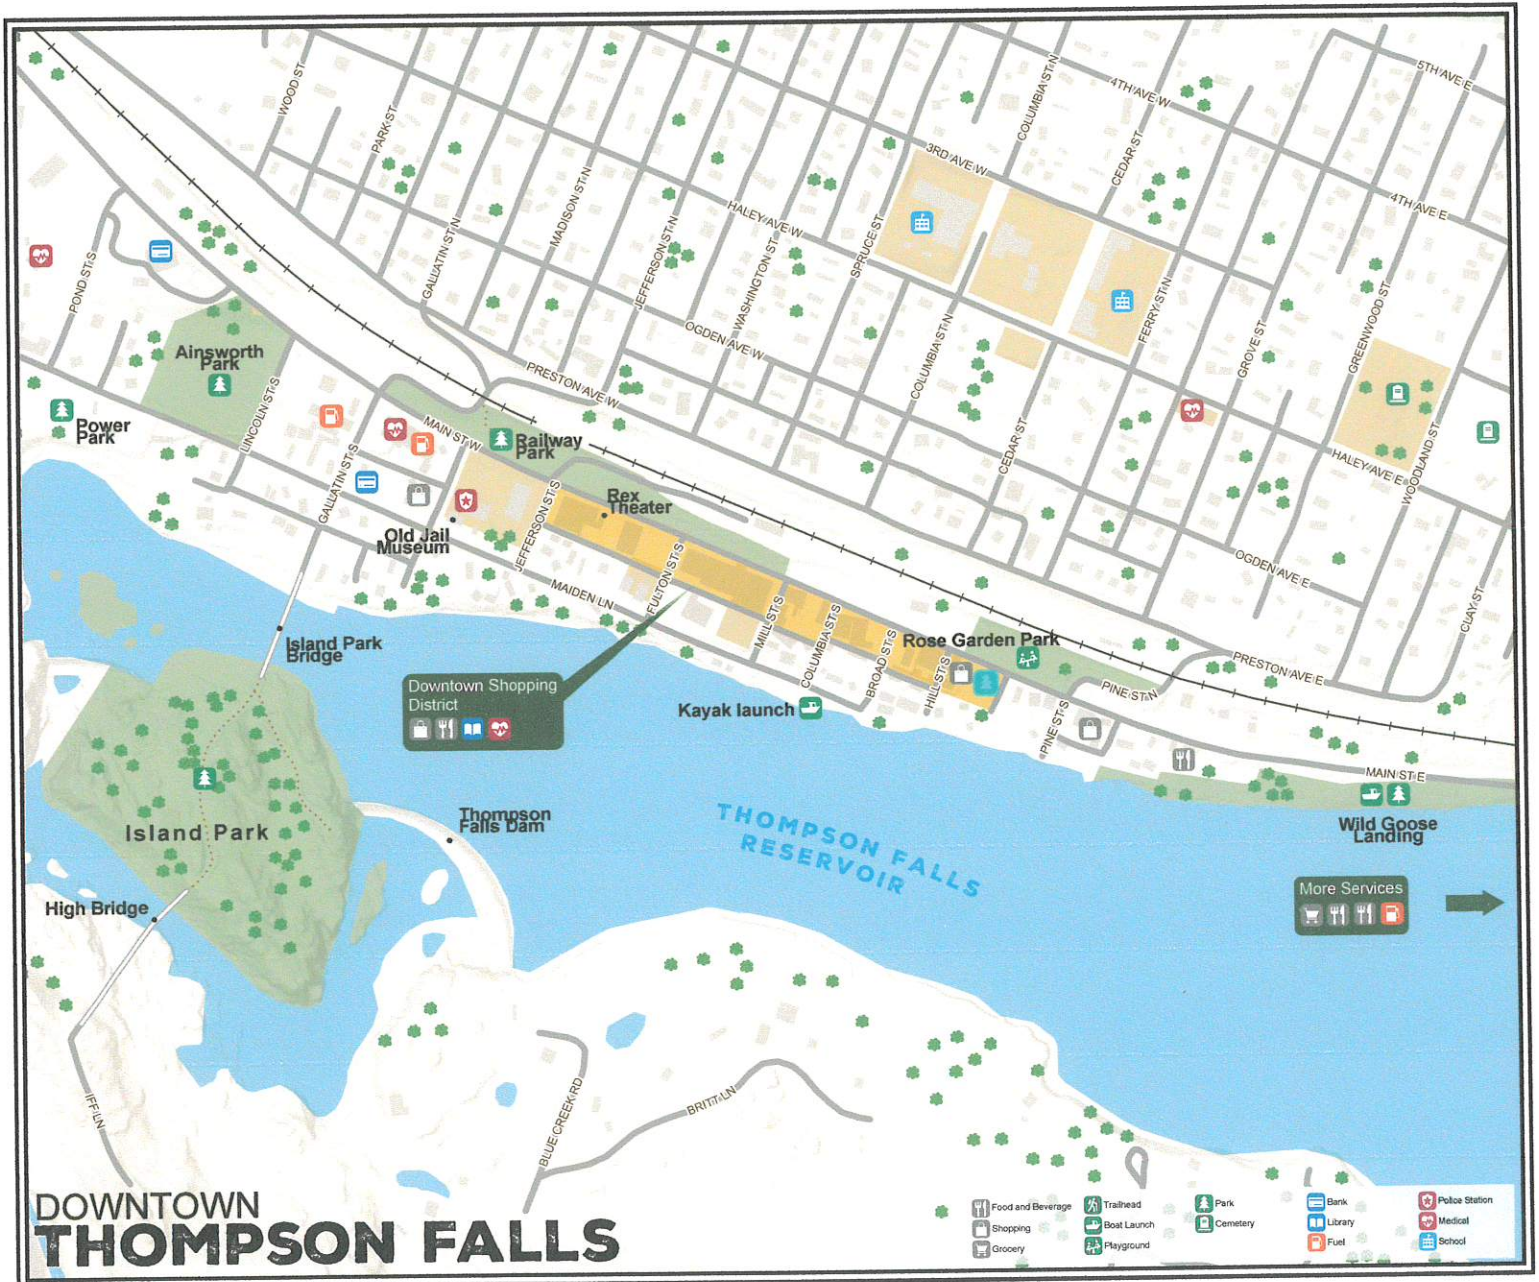 5TH AVE E
WOOD ST
4TH AVE W
COLUMBIA ST N
PARK ST
CEDAR ST
3RD AVE W
4TH AVE E
MADISON ST N
HALEY AVE W
GALLATIN ST N
JEFFERSON ST N
SPRUCE ST
WASHINGTON ST
POND ST S
FERRY ST N
GREENWOOD ST
GROVE ST
OGDEN AVE W
COLUMBIA ST N
Ainsworth
Park
PRESTON AVE W
LINCOLN ST S
Power
Park
MAIN ST W
Railway
Park
CEDAR ST
HALEY AVE E
WOODLAND ST
GALLATIN ST S
Rex
Theater
JEFFERSON ST S
Old Jail
Museum
OGDEN AVE E
MAIDEN LN
FULTON ST S
MILL ST S
COLUMBIA ST S
BROAD ST S
HILL ST S
CLAY ST
Island Park
Bridge
Rose Garden Park
PRESTON AVE E
PINE ST N
PINE ST S
Downtown Shopping
District
Kayak launch
MAIN ST E
Wild Goose
Landing
Island Park
Thompson
Falls Dam
THOMPSON FALLS
RESERVOIR
More Services
High Bridge
IFF LN
BLUE CREEK RD
BRITT LN
DOWNTOWN
THOMPSON FALLS
Food and Beverage
Shopping
Grocery
Trailhead
Boat Launch
Playground
Park
Cemetery
Bank
Library
Fuel
Police Station
Medical
School